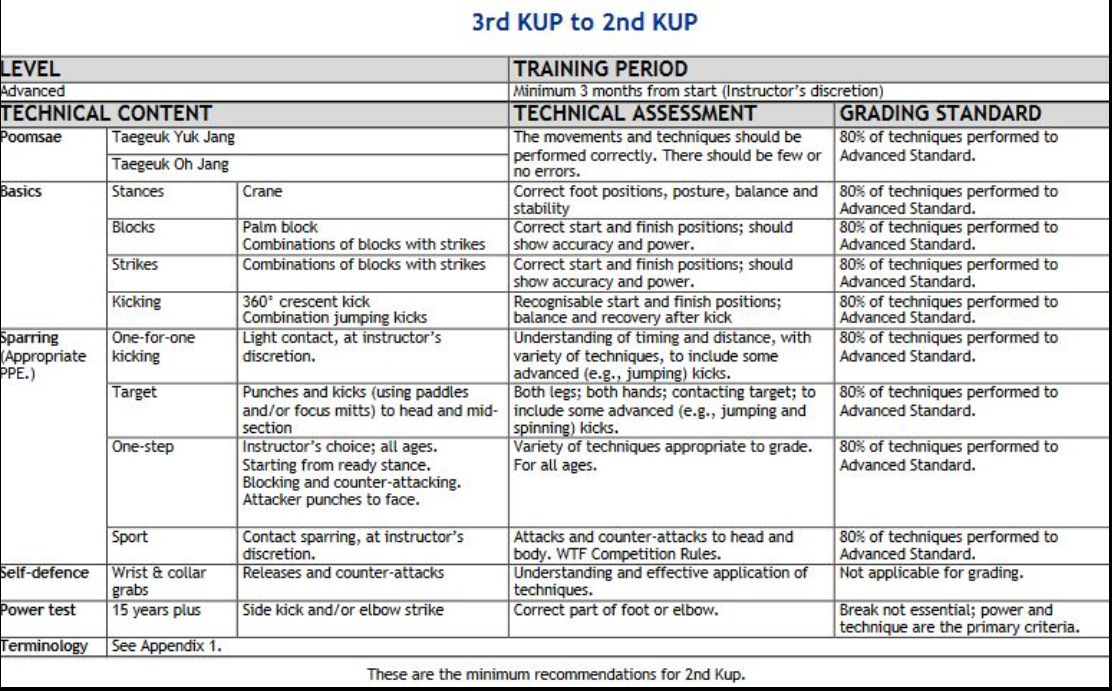 3rd KUP to 2nd KUP
LEVEL TRAINING PERIOD
Advanced Minimum 3 months from start (Instructor's discretion)
TECHNICAL CONTENT TECHNICAL ASSESSMENT GRADING STANDARD
Poomsae Taegeuk Yuk Jang The movements and techniques should be 80% of techniques performed to
Taegeuk Oh Jang performed correctly. There should be few or Advanced Standard.
no errors.
Basics Stances Crane Correct foot positions, posture, balance and 80% of techniques performed to
stability Advanced Standard.
Blocks Palm block Correct start and finish positions; should 80% of techniques performed to
Combinations of blocks with strikes show accuracy and power. Advanced Standard.
Strikes Combinations of blocks with strikes Correct start and finish positions; should 80% of techniques performed to
show accuracy and power. Advanced Standard.
Kicking 360° crescent kick Recognisable start and finish positions; 80% of techniques performed to
Combination jumping kicks balance and recovery after kick Advanced Standard.
Sparring One-for-one Light contact, at instructor's Understanding of timing and distance, with 80% of techniques performed to
(Appropriate kicking discretion. variety of techniques, to include some Advanced Standard.
PPE.) advanced (e.g., jumping) kicks.
Target Punches and kicks (using paddles Both legs; both hands; contacting target; to 80% of techniques performed to
and/or focus mitts) to head and mid- include some advanced (e.g., jumping and Advanced Standard.
section spinning) kicks.
One-step Instructor's choice; all ages. Variety of techniques appropriate to grade. 80% of techniques performed to
Starting from ready stance. For all ages. Advanced Standard.
Blocking and counter-attacking.
Attacker punches to face.
Sport Contact sparring, at instructor's Attacks and counter-attacks to head and 80% of techniques performed to
discretion. body. WTF Competition Rules. Advanced Standard.
Self-defence Wrist & collar Releases and counter-attacks Understanding and effective application of Not applicable for grading.
grabs techniques.
Power test 15 years plus Side kick and/or elbow strike Correct part of foot or elbow. Break not essential; power and
technique are the primary criteria.
Terminology See Appendix 1.
These are the minimum recommendations for 2nd Kup.